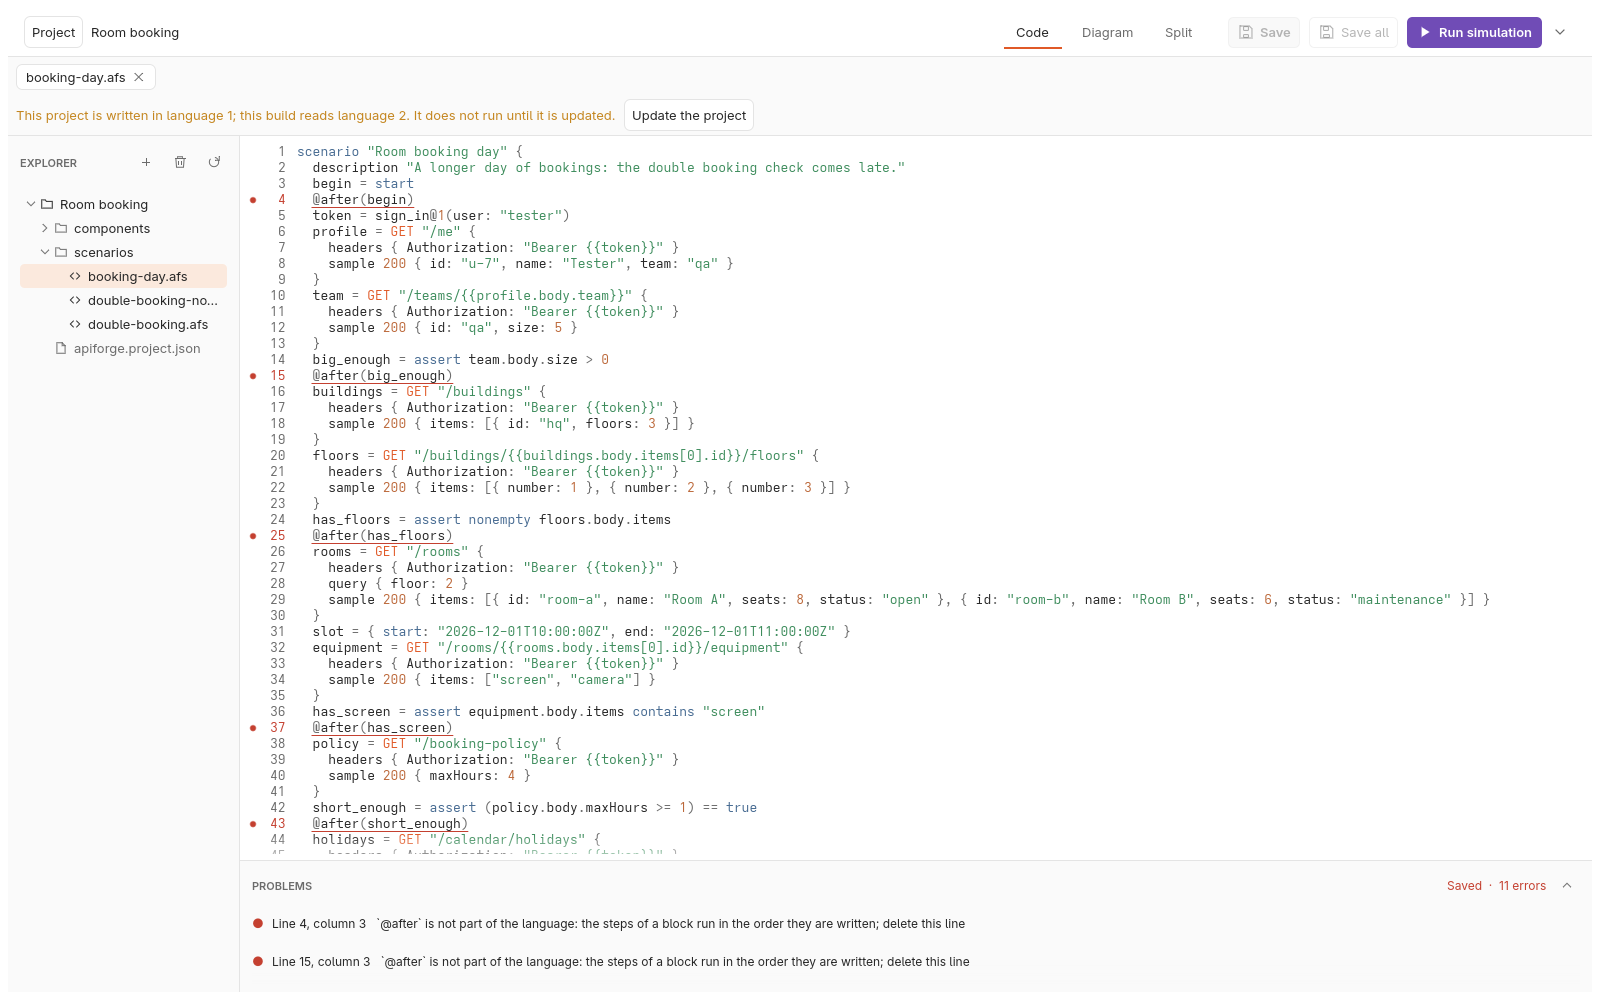 Project Room booking Code Diagram Split Save Save all Run simulation
booking-day.afs
This project is written in language 1; this build reads language 2. It does not run until it is updated. Update the project
EXPLORER
Room booking
components
scenarios
booking-day.afs
double-booking-no...
double-booking.afs
apiforge.project.json
1 scenario "Room booking day" {
2 description "A longer day of bookings: the double booking check comes late."
3 begin = start
4 @after(begin)
5 token = sign_in@1(user: "tester")
6 profile = GET "/me" {
7 headers { Authorization: "Bearer {{token}}" }
8 sample 200 { id: "u-7", name: "Tester", team: "qa" }
9 }
10 team = GET "/teams/{{profile.body.team}}" {
11 headers { Authorization: "Bearer {{token}}" }
12 sample 200 { id: "qa", size: 5 }
13 }
14 big_enough = assert team.body.size > 0
15 @after(big_enough)
16 buildings = GET "/buildings" {
17 headers { Authorization: "Bearer {{token}}" }
18 sample 200 { items: [{ id: "hq", floors: 3 }] }
19 }
20 floors = GET "/buildings/{{buildings.body.items[0].id}}/floors" {
21 headers { Authorization: "Bearer {{token}}" }
22 sample 200 { items: [{ number: 1 }, { number: 2 }, { number: 3 }] }
23 }
24 has_floors = assert nonempty floors.body.items
25 @after(has_floors)
26 rooms = GET "/rooms" {
27 headers { Authorization: "Bearer {{token}}" }
28 query { floor: 2 }
29 sample 200 { items: [{ id: "room-a", name: "Room A", seats: 8, status: "open" }, { id: "room-b", name: "Room B", seats: 6, status: "maintenance" }] }
30 }
31 slot = { start: "2026-12-01T10:00:00Z", end: "2026-12-01T11:00:00Z" }
32 equipment = GET "/rooms/{{rooms.body.items[0].id}}/equipment" {
33 headers { Authorization: "Bearer {{token}}" }
34 sample 200 { items: ["screen", "camera"] }
35 }
36 has_screen = assert equipment.body.items contains "screen"
37 @after(has_screen)
38 policy = GET "/booking-policy" {
39 headers { Authorization: "Bearer {{token}}" }
40 sample 200 { maxHours: 4 }
41 }
42 short_enough = assert (policy.body.maxHours >= 1) == true
43 @after(short_enough)
44 holidays = GET "/calendar/holidays" {
45 headers { Authorization: "Bearer {{token}}" }
PROBLEMS Saved · 11 errors
Line 4, column 3 `@after` is not part of the language: the steps of a block run in the order they are written; delete this line
Line 15, column 3 `@after` is not part of the language: the steps of a block run in the order they are written; delete this line